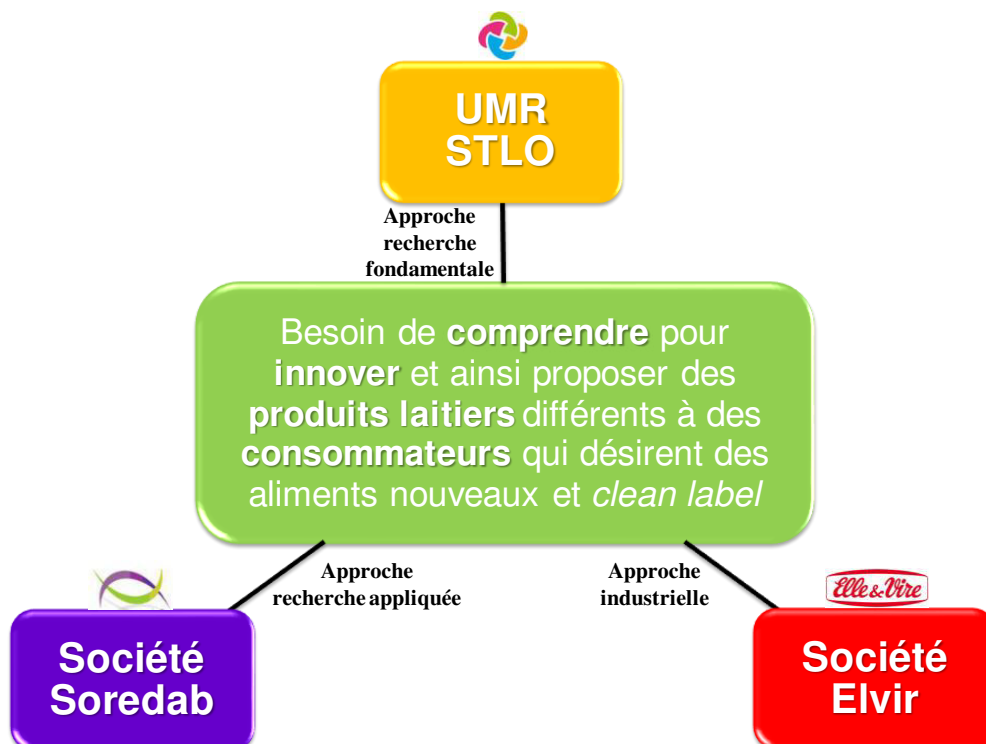 UMR
STLO
Approche
recherche
fondamentale
Besoin de comprendre pour
innover et ainsi proposer des
produits laitiers différents à des
consommateurs qui désirent des
aliments nouveaux et clean label
Approche
recherche appliquée
Approche
industrielle
Elle & Vire
Société
Soredab
Société
Elvir